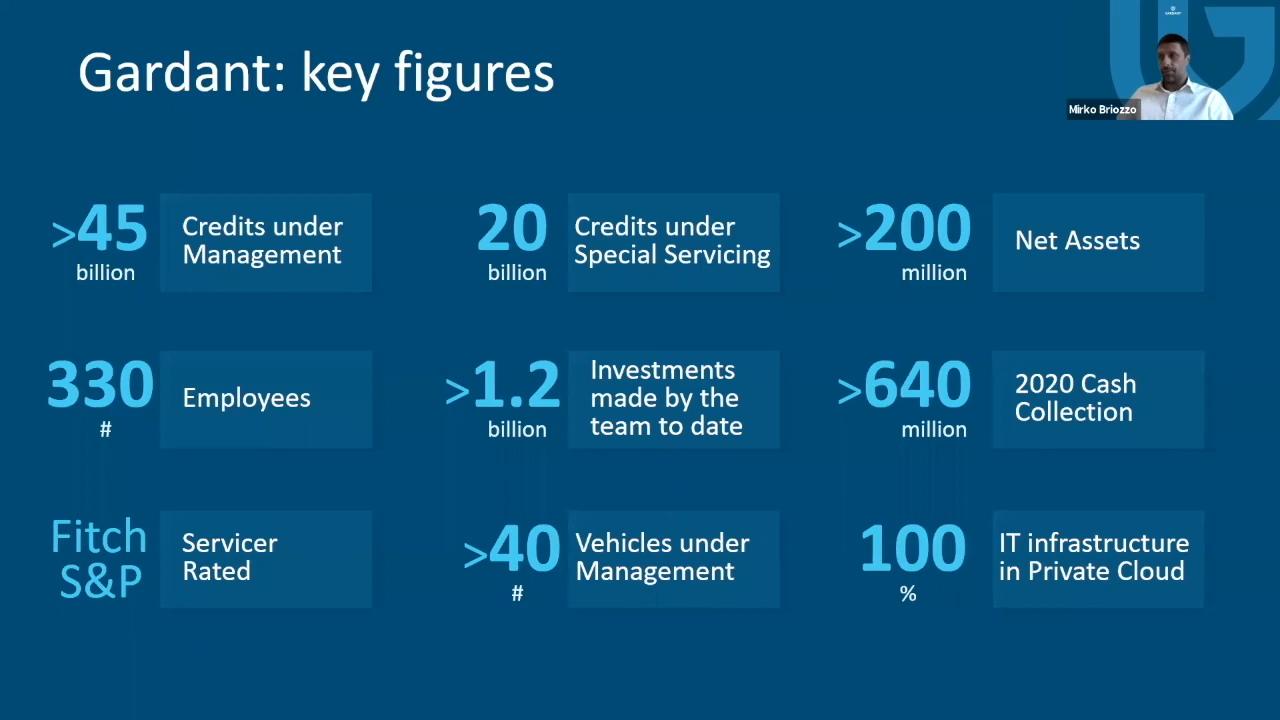 Gardant: key figures
GARDANT
Mirko Briozzo
>45
billion
Credits under
Management
20
billion
Credits under
Special Servicing
>200
million
Net Assets
330
#
Employees
>1.2
billion
Investments
made by the
team to date
>640
million
2020 Cash
Collection
Fitch
S&P
Servicer
Rated
>40
#
Vehicles under
Management
100
%
IT infrastructure
in Private Cloud